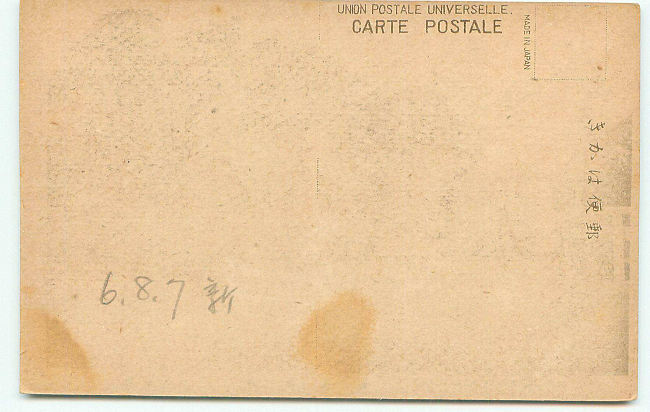 UNION POSTALE UNIVERSELLE.
CARTE POSTALE
MADE IN JAPAN
郵便はかき
6.8.7 新